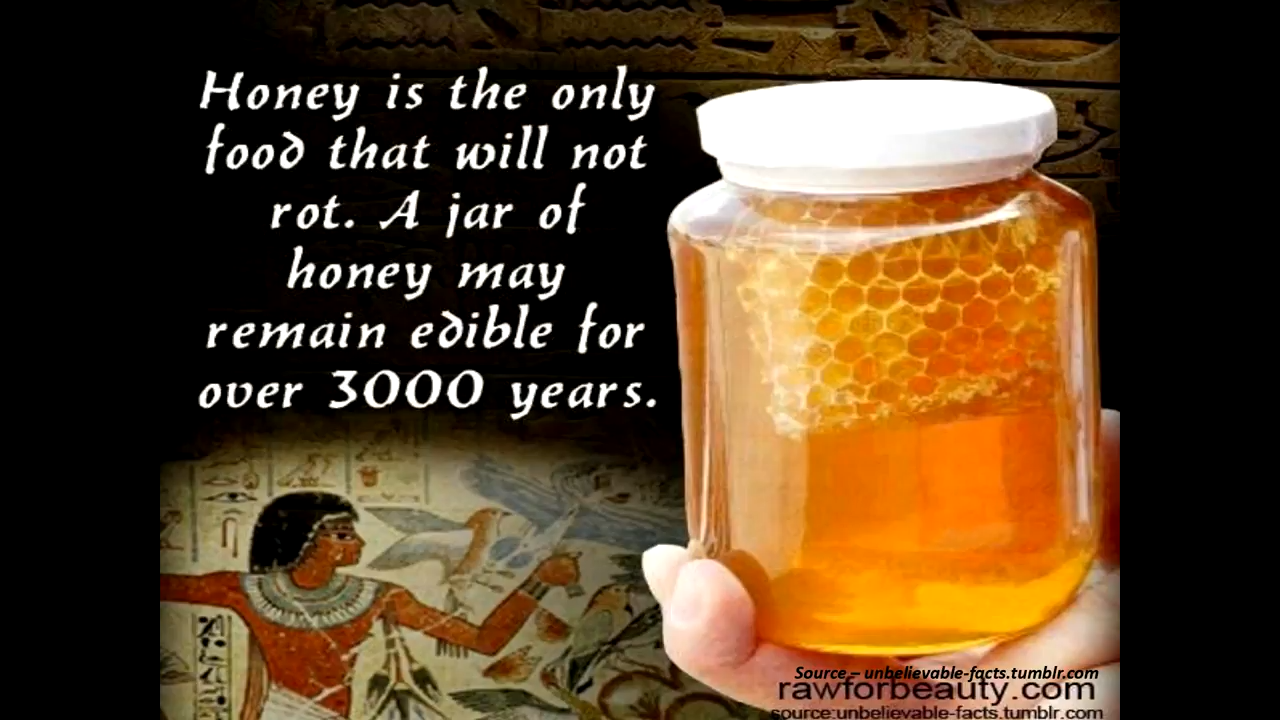 Honey is the only
food that will not
rot. A jar of
honey may
remain edible for
over 3000 years.
Source – unbelievable-facts.tumblr.com
rawforbeauty.com
source:unbelievable-facts.tumblr.com